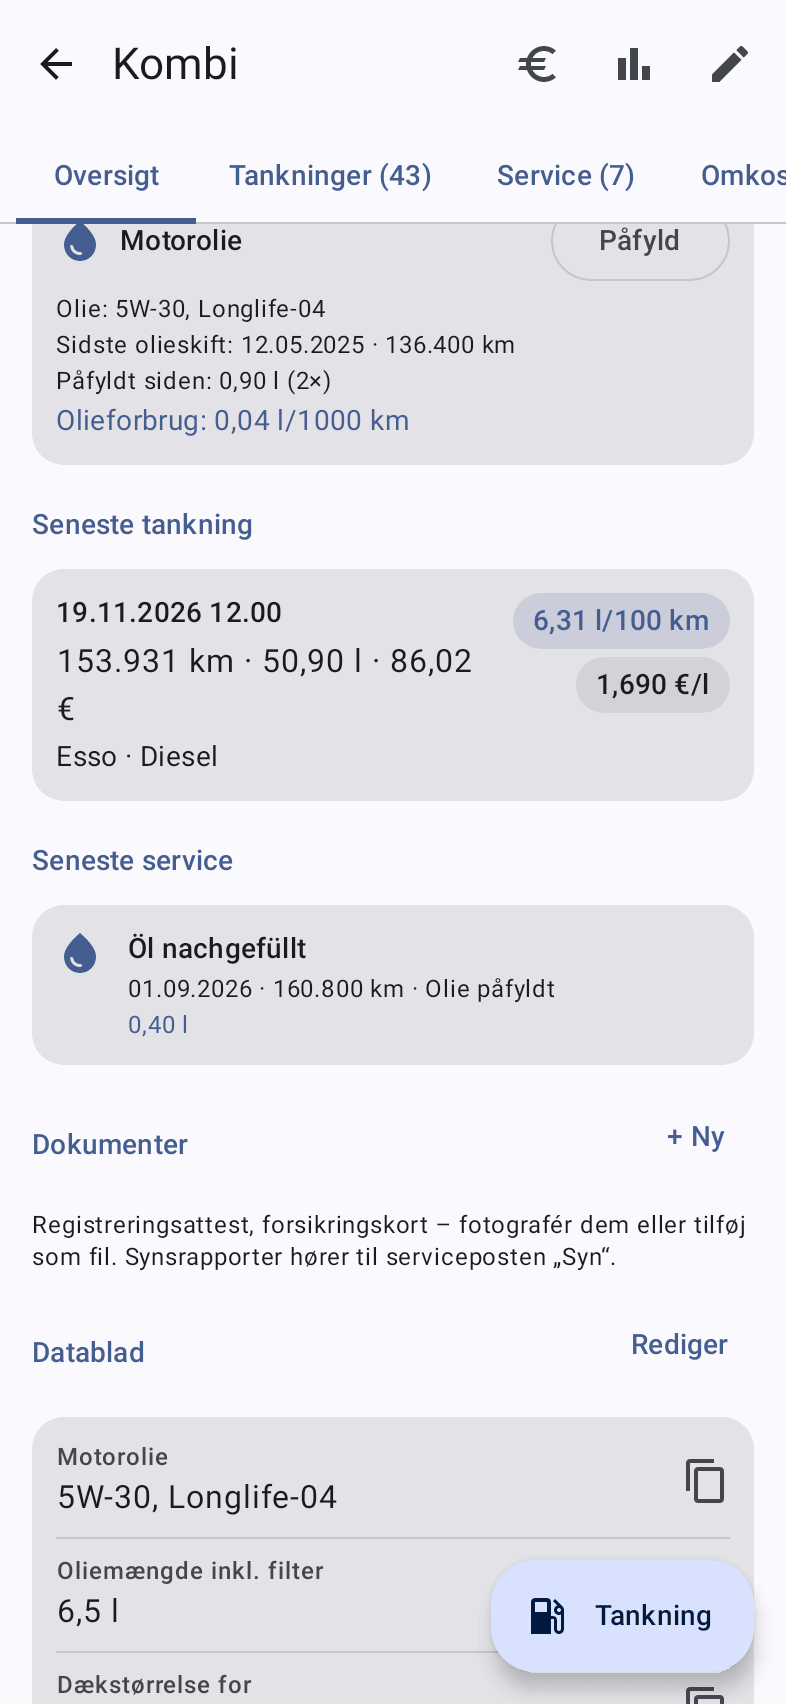 Kombi
Oversigt
Tankninger (43)
Service (7)
Omkos
Motorolie
Påfyld
Olie: 5W-30, Longlife-04
Sidste olieskift: 12.05.2025 · 136.400 km
Påfyldt siden: 0,90 l (2×)
Olieforbrug: 0,04 l/1000 km
Seneste tankning
19.11.2026 12.00
6,31 l/100 km
153.931 km · 50,90 l · 86,02
€
1,690 €/l
Esso · Diesel
Seneste service
Öl nachgefüllt
01.09.2026 · 160.800 km · Olie påfyldt
0,40 l
Dokumenter
+ Ny
Registreringsattest, forsikringskort – fotografér dem eller tilføj
som fil. Synsrapporter hører til serviceposten „Syn“.
Datablad
Rediger
Motorolie
5W-30, Longlife-04
Oliemængde inkl. filter
6,5 l
Tankning
Dækstørrelse for